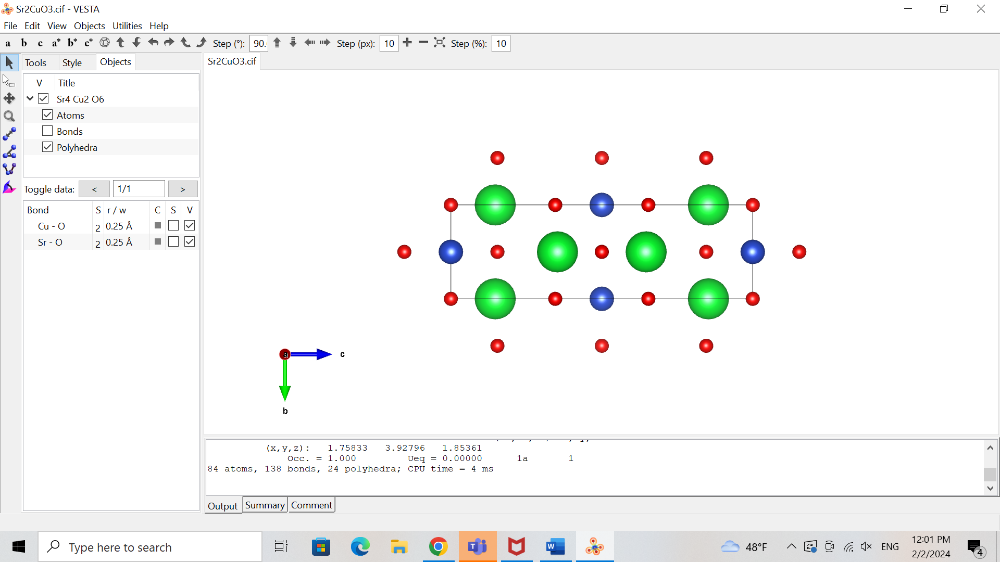 Sr2CuO3.cif - VESTA
File Edit View Objects Utilities Help
a b c a* b* c* Step (°): 90. Step (px): 10 Step (%): 10
Tools Style Objects
Sr2CuO3.cif
V Title
Sr4 Cu2 O6
Atoms
Bonds
Polyhedra
Toggle data: < 1/1 >
Bond S r / w C S V
Cu - O 2 0.25 Å
Sr - O 2 0.25 Å
a
c
b
(x,y,z): 1.75833 3.92796 1.85361
Occ. = 1.000 Ueq = 0.00000 1a 1
84 atoms, 138 bonds, 24 polyhedra; CPU time = 4 ms
Output Summary Comment
Type here to search
48°F
ENG
12:01 PM
2/2/2024
4